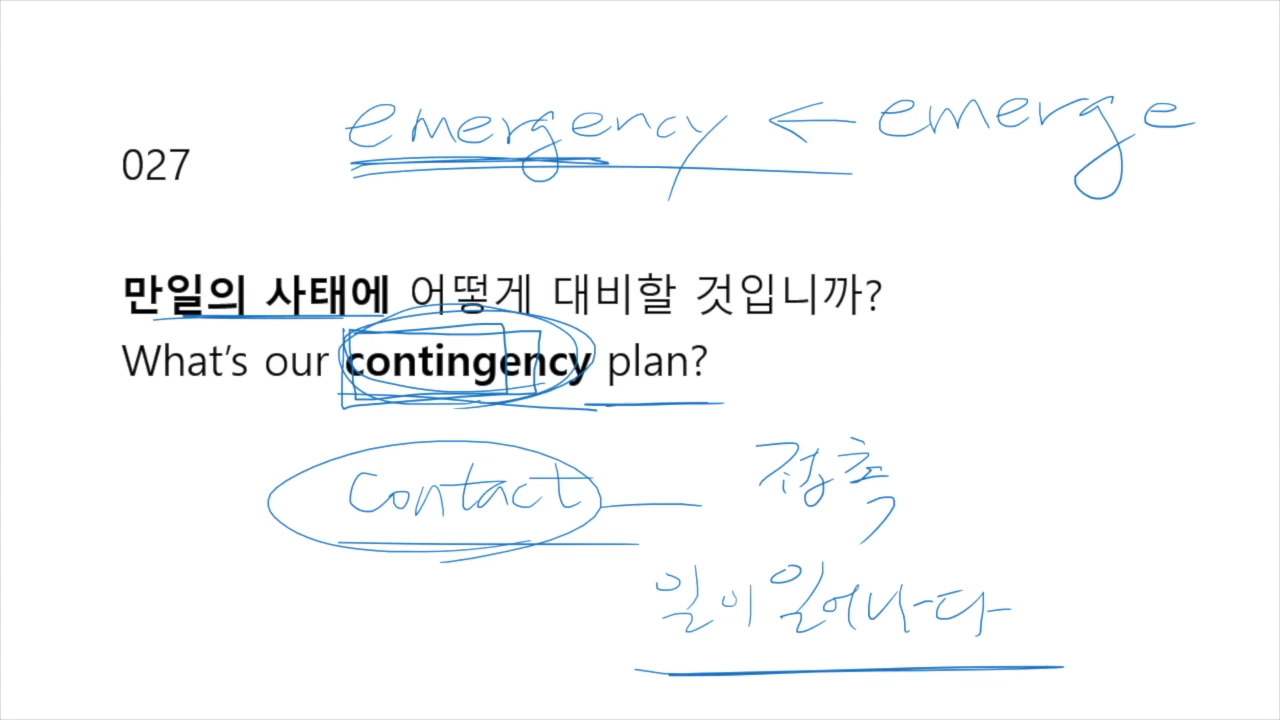 emergency ← emerge
027
만일의 사태에 어떻게 대비할 것입니까?
What's our contingency plan?
contact 접촉
일이 일어나다